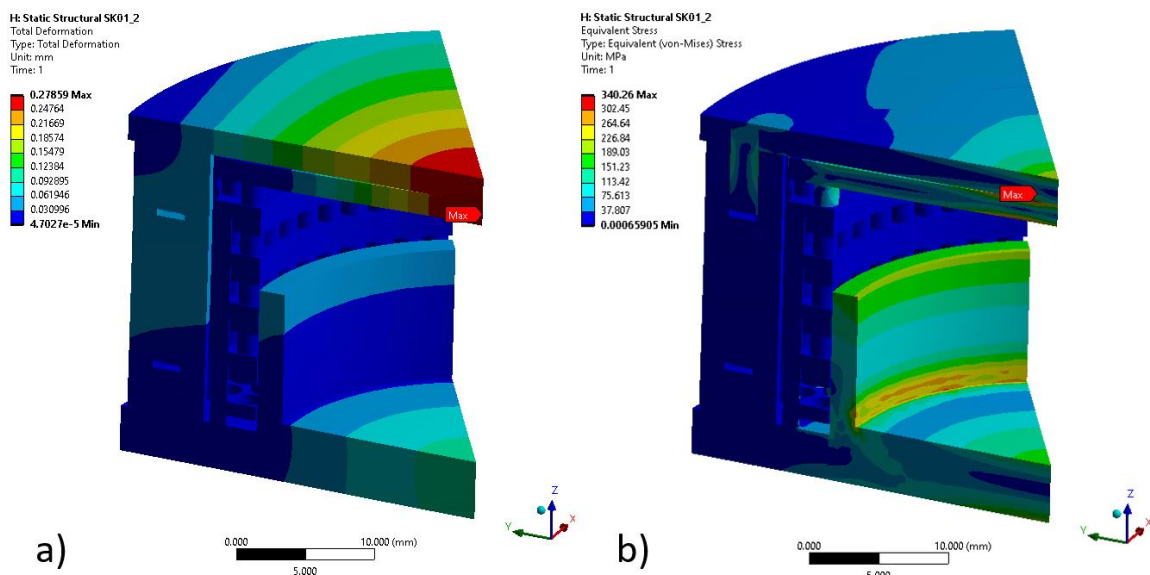 H: Static Structural SK01_2
Total Deformation
Type: Total Deformation
Unit: mm
Time: 1
0.27859 Max
0.24764
0.21669
0.18574
0.15479
0.12384
0.092895
0.061946
0.030996
4.7027e-5 Min
Max
Z
Y
X
a)
0.000
10.000 (mm)
5.000
H: Static Structural SK01_2
Equivalent Stress
Type: Equivalent (von-Mises) Stress
Unit: MPa
Time: 1
340.26 Max
302.45
264.64
226.84
189.03
151.23
113.42
75.613
37.807
0.00065905 Min
Max
Z
Y
X
b)
0.000
10.000 (mm)
5.000